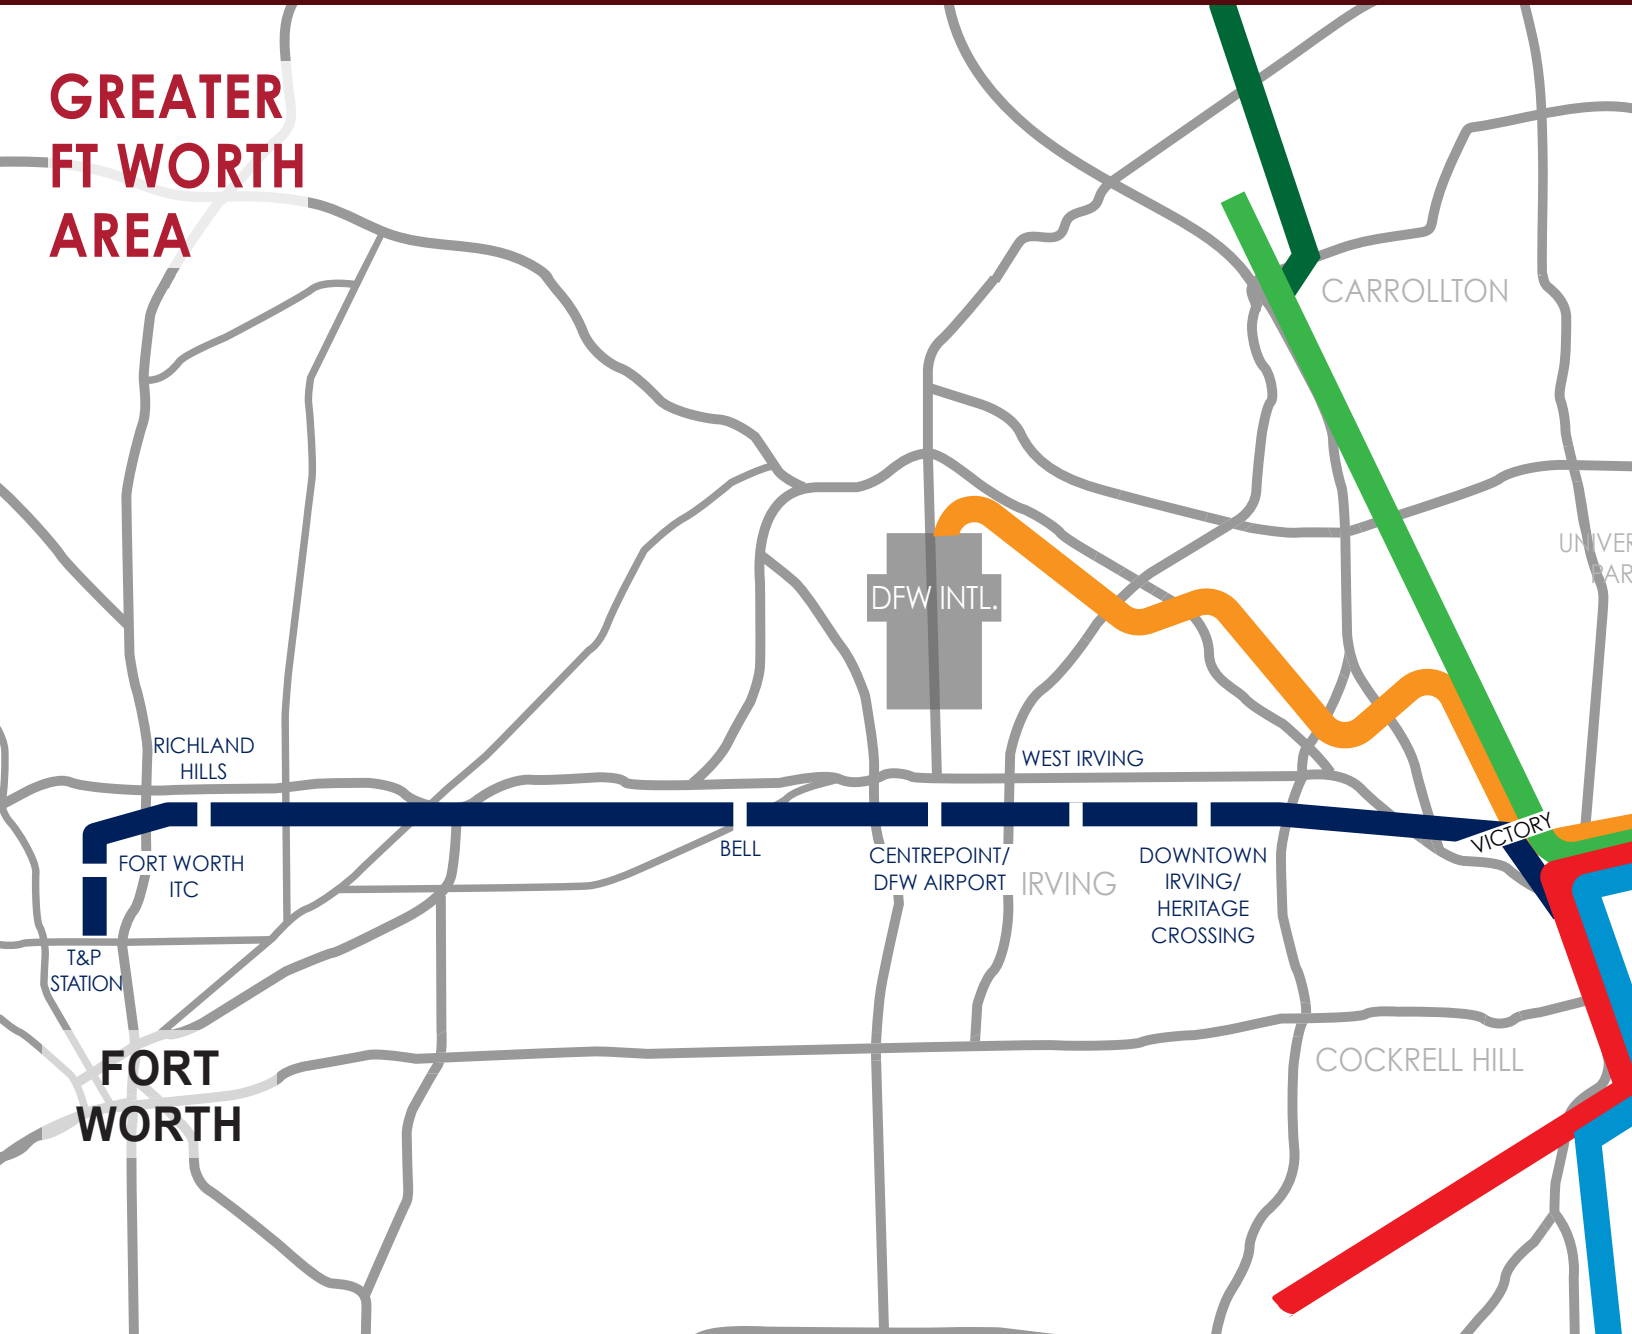 GREATER
FT WORTH
AREA
CARROLLTON
DFW INTL.
RICHLAND
HILLS
WEST IRVING
VICTORY
FORT WORTH
ITC
BELL
CENTREPOINT/
DFW AIRPORT
IRVING
DOWNTOWN
IRVING/
HERITAGE
CROSSING
T&P
STATION
FORT
WORTH
COCKRELL HILL